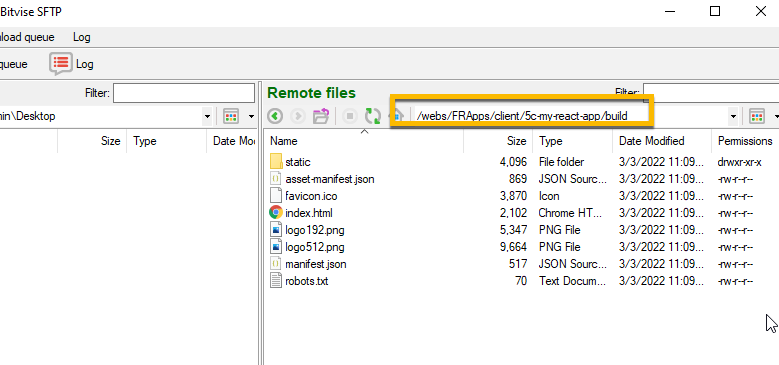 Bitvise SFTP
nload queue Log
queue Log
Filter: Remote files Filter:
min\Desktop /webs/FRApps/client/5c-my-react-app/build
Size Type Date Mo Name Size Type Date Modified Permissions
static 4,096 File folder 3/3/2022 11:09... drwxr-xr-x
asset-manifest.json 869 JSON Sourc... 3/3/2022 11:09... -rw-r--r--
favicon.ico 3,870 Icon 3/3/2022 11:09... -rw-r--r--
index.html 2,102 Chrome HT... 3/3/2022 11:09... -rw-r--r--
logo192.png 5,347 PNG File 3/3/2022 11:09... -rw-r--r--
logo512.png 9,664 PNG File 3/3/2022 11:09... -rw-r--r--
manifest.json 517 JSON Sourc... 3/3/2022 11:09... -rw-r--r--
robots.txt 70 Text Docum... 3/3/2022 11:09... -rw-r--r--